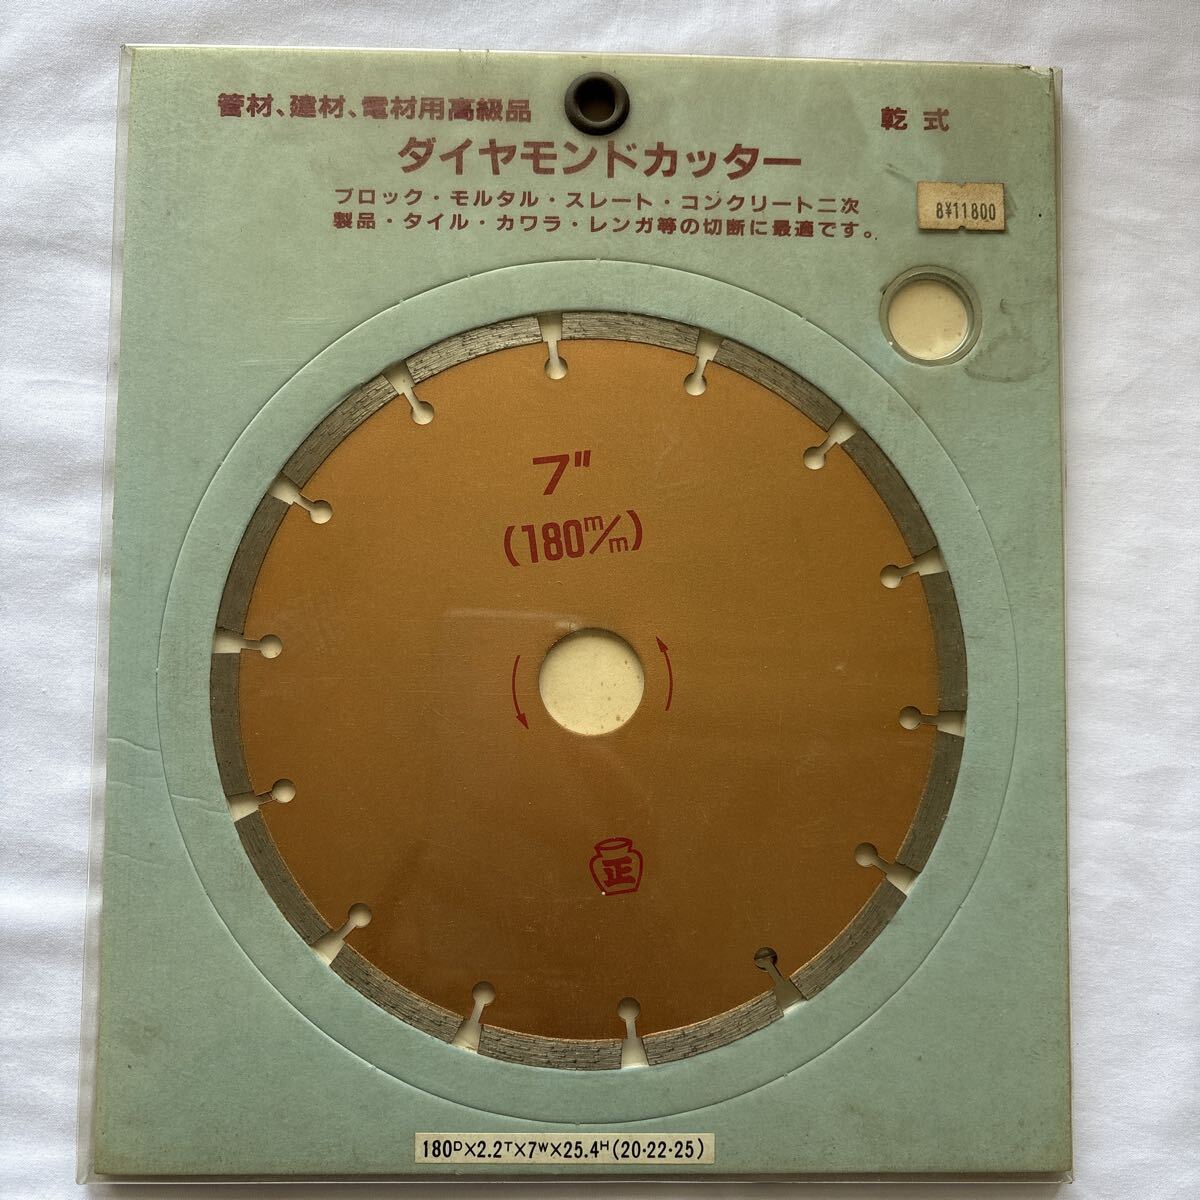 管材、建材、電材用高級品
乾式
ダイヤモンドカッター
ブロック・モルタル・スレート・コンクリート二次
製品・タイル・カワラ・レンガ等の切断に最適です。
8¥11800
7"
(180m/m)
正
180ᴰ×2.2ᵀ×7ᵂ×25.4ᴴ(20・22・25)